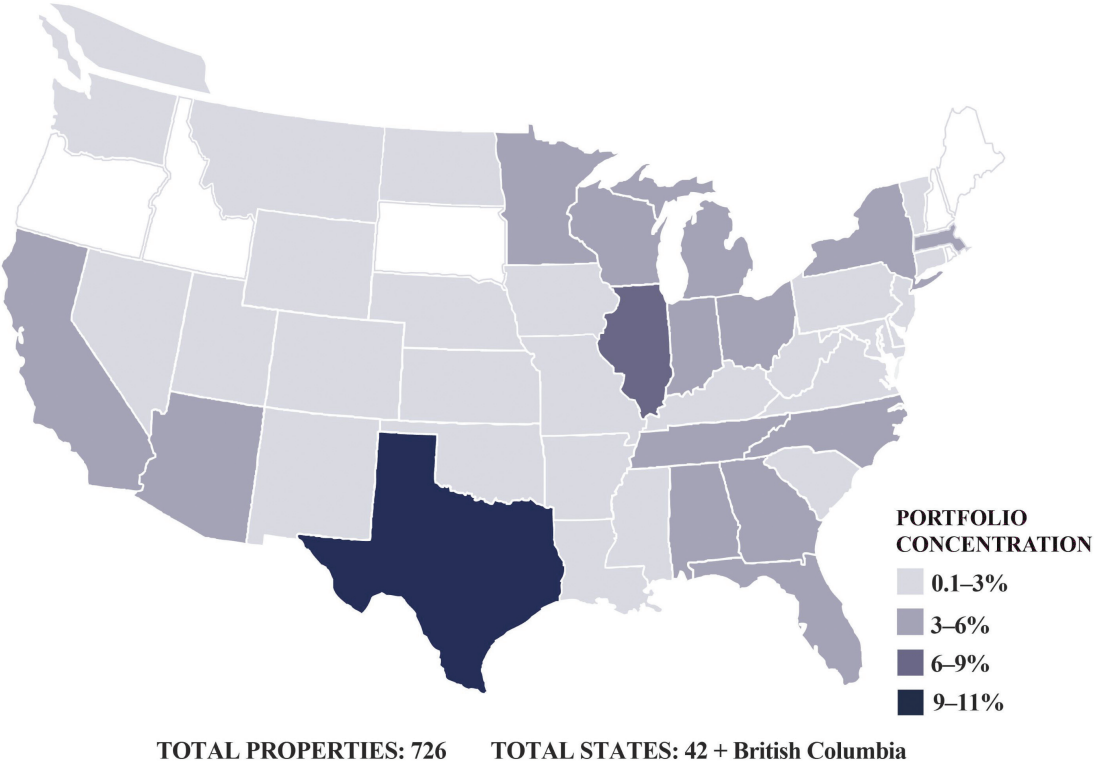 PORTFOLIO
CONCENTRATION
0.1–3%
3–6%
6–9%
9–11%
TOTAL PROPERTIES: 726 TOTAL STATES: 42 + British Columbia